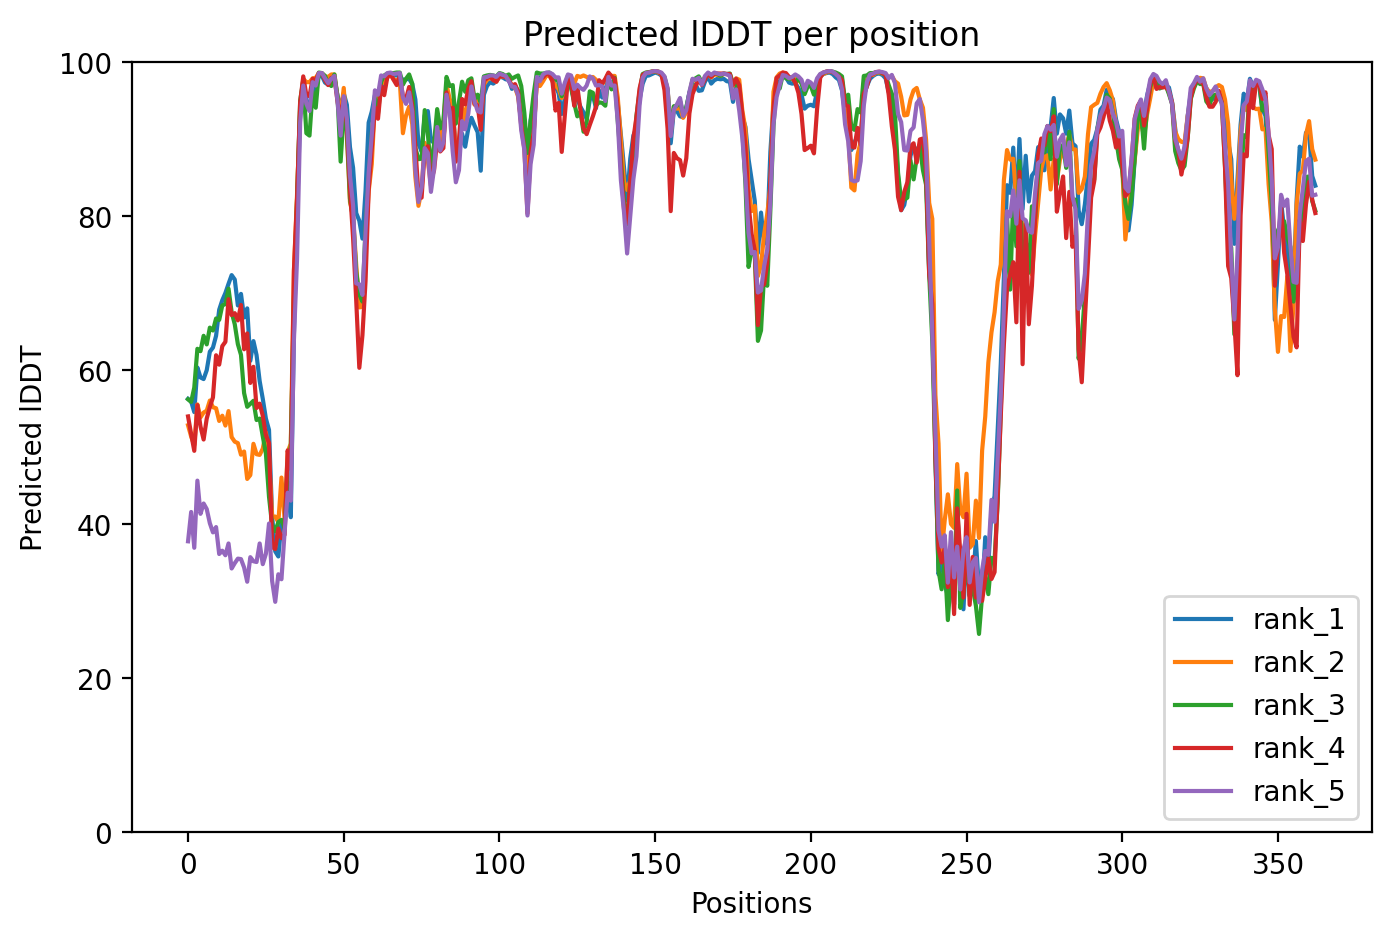 Predicted lDDT per position
Predicted lDDT
100
80
60
40
20
0
0 50 100 150 200 250 300 350
Positions
rank_1
rank_2
rank_3
rank_4
rank_5